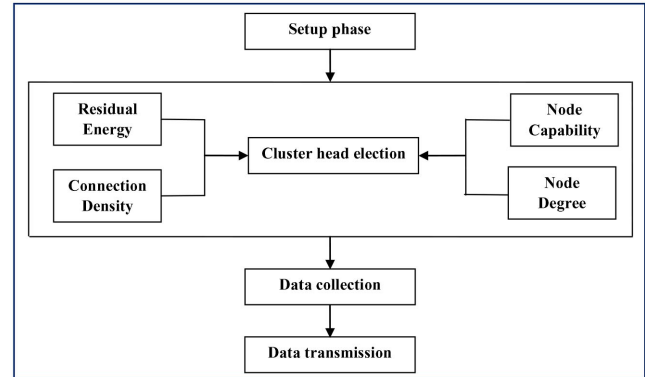 Setup phase
Residual
Energy
Connection
Density
Cluster head election
Node
Capability
Node
Degree
Data collection
Data transmission